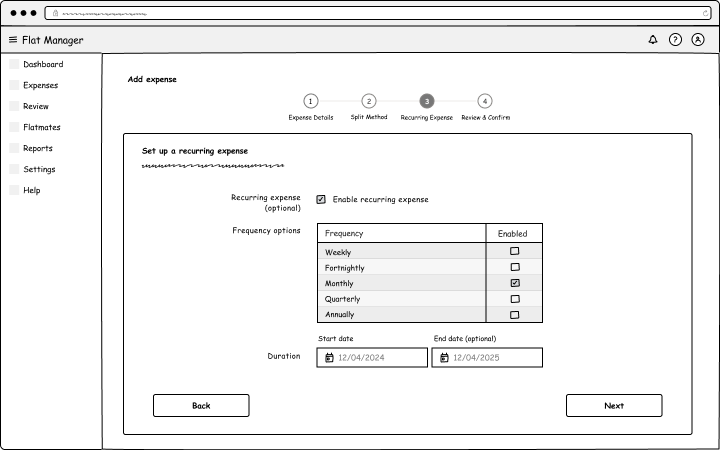 Flat Manager
Dashboard
Expenses
Review
Flatmates
Reports
Settings
Help
Add expense
1 2 3 4
Expense Details Split Method Recurring Expense Review & Confirm
Set up a recurring expense
Recurring expense (optional)
Enable recurring expense
Frequency options
Frequency Enabled
Weekly
Fortnightly
Monthly
Quarterly
Annually
Start date End date (optional)
Duration 12/04/2024 12/04/2025
Back Next